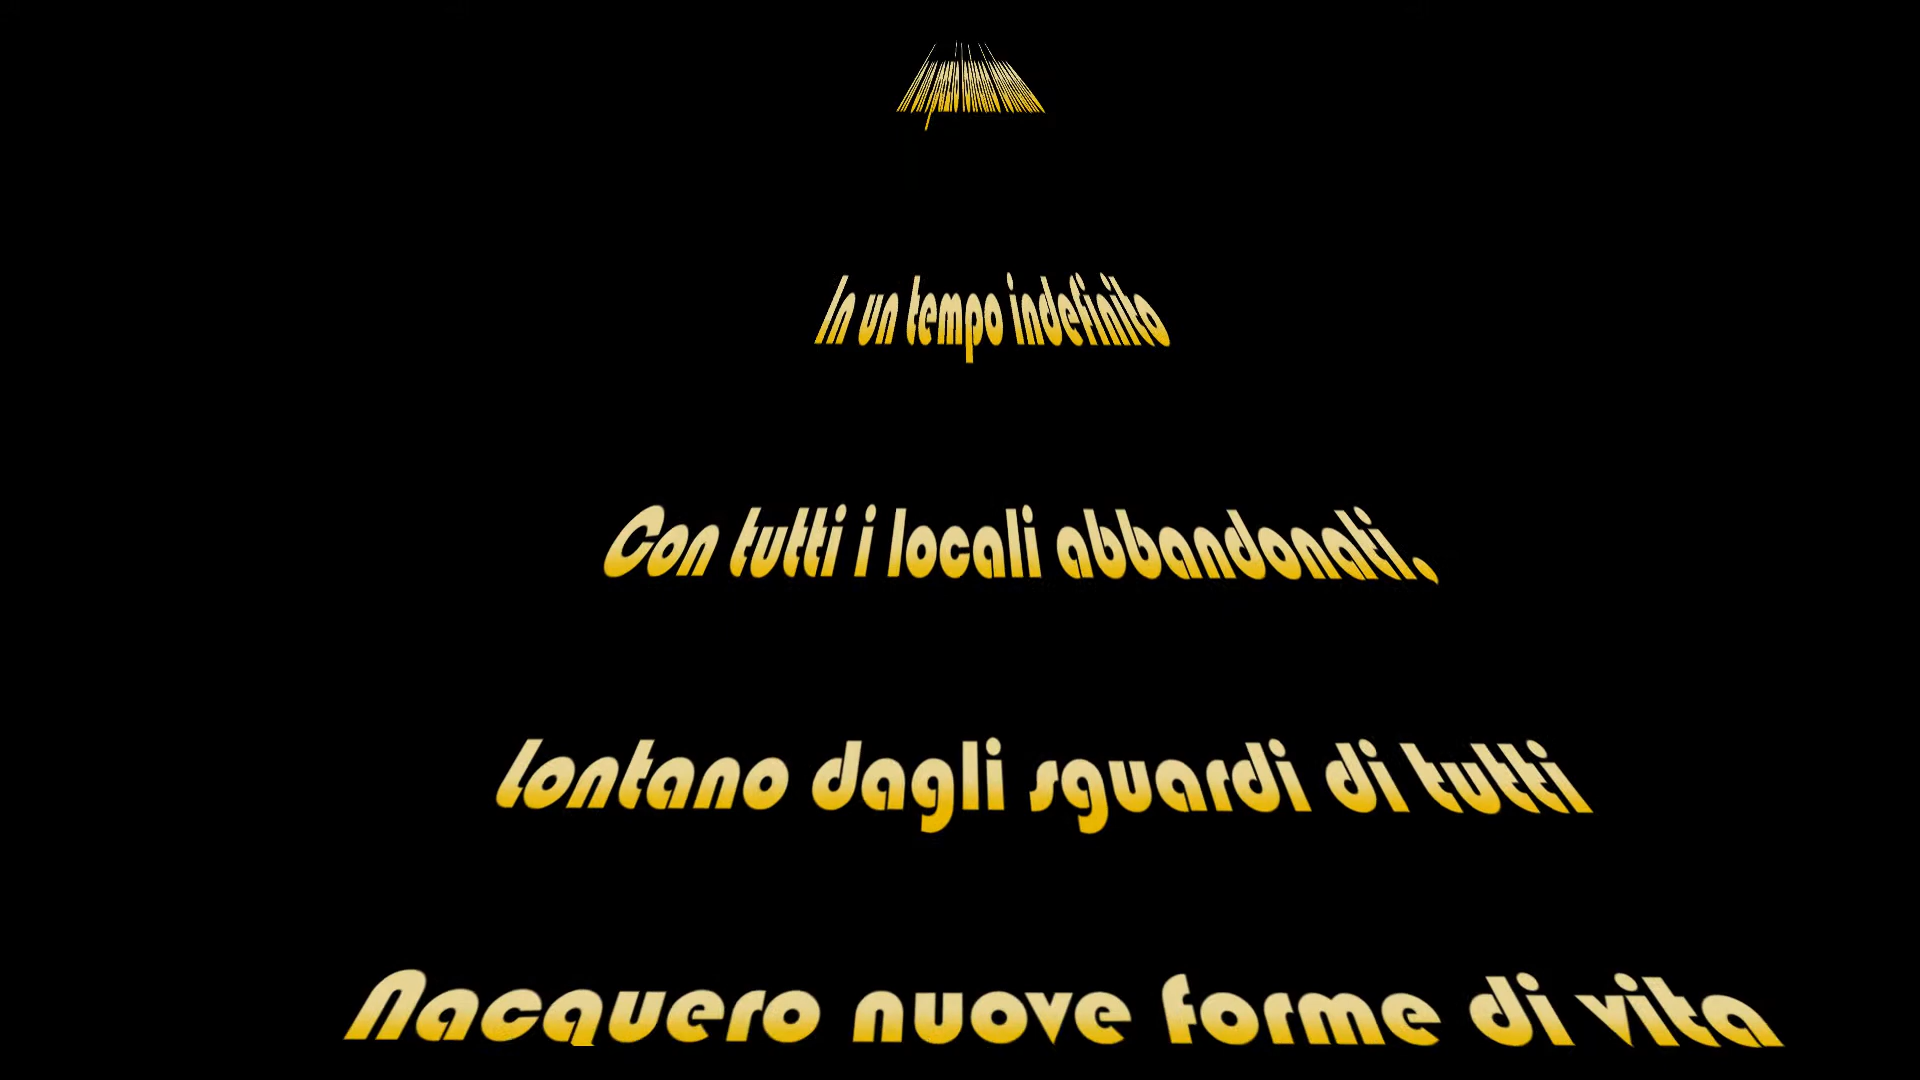 In un tempo indefinito
Con tutti i locali abbandonati,
Lontano dagli sguardi di tutti
Nacquero nuove forme di vita